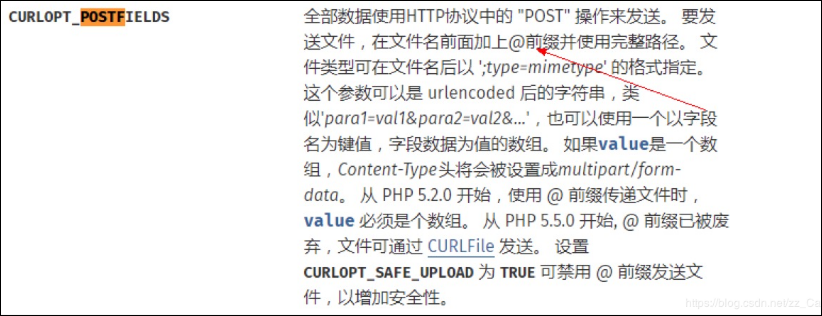 CURLOPT_POSTFIELDS
全部数据使用HTTP协议中的 "POST" 操作来发送。 要发
送文件，在文件名前面加上@前缀并使用完整路径。 文
件类型可在文件名后以 ';type=mimetype' 的格式指定。
这个参数可以是 urlencoded 后的字符串，类
似'para1=val1&para2=val2&...'，也可以使用一个以字段
名为键值，字段数据为值的数组。 如果value是一个数
组，Content-Type头将会被设置成multipart/form-
data。 从 PHP 5.2.0 开始，使用 @ 前缀传递文件时，
value 必须是个数组。 从 PHP 5.5.0 开始, @ 前缀已被废
弃，文件可通过 CURLFile 发送。 设置
CURLOPT_SAFE_UPLOAD 为 TRUE 可禁用 @ 前缀发送文
件，以增加安全性。
https://blog.csdn.net/zz_Ca